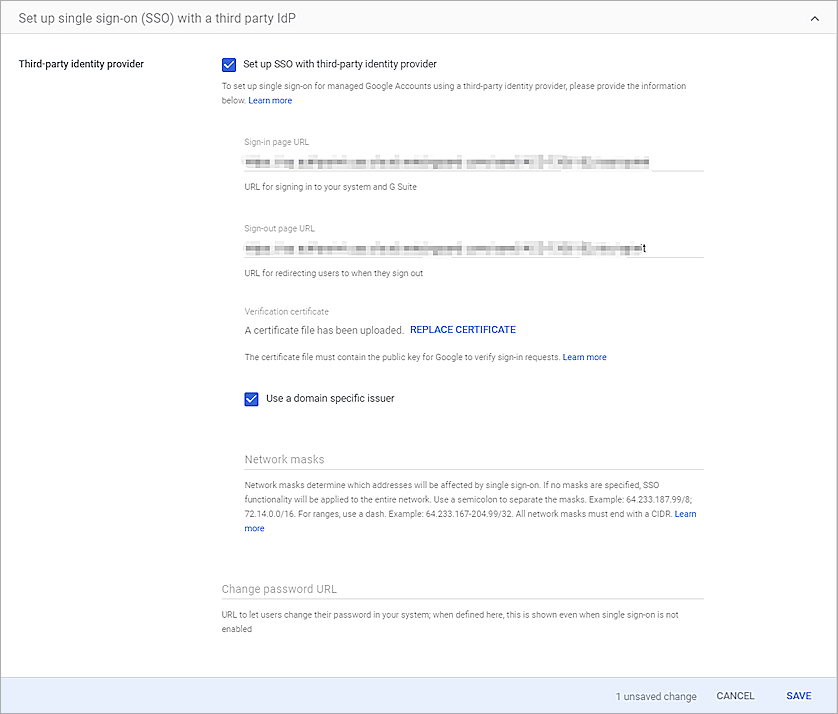 Set up single sign-on (SSO) with a third party IdP
Third-party identity provider
Set up SSO with third-party identity provider
To set up single sign-on for managed Google Accounts using a third-party identity provider, please provide the information
below. Learn more
Sign-in page URL
URL for signing in to your system and G Suite
Sign-out page URL
t
URL for redirecting users to when they sign out
Verification certificate
A certificate file has been uploaded. REPLACE CERTIFICATE
The certificate file must contain the public key for Google to verify sign-in requests. Learn more
Use a domain specific issuer
Network masks
Network masks determine which addresses will be affected by single sign-on. If no masks are specified, SSO
functionality will be applied to the entire network. Use a semicolon to separate the masks. Example: 64.233.187.99/8;
72.14.0.0/16. For ranges, use a dash. Example: 64.233.167-204.99/32. All network masks must end with a CIDR. Learn
more
Change password URL
URL to let users change their password in your system; when defined here, this is shown even when single sign-on is not
enabled
1 unsaved change CANCEL SAVE